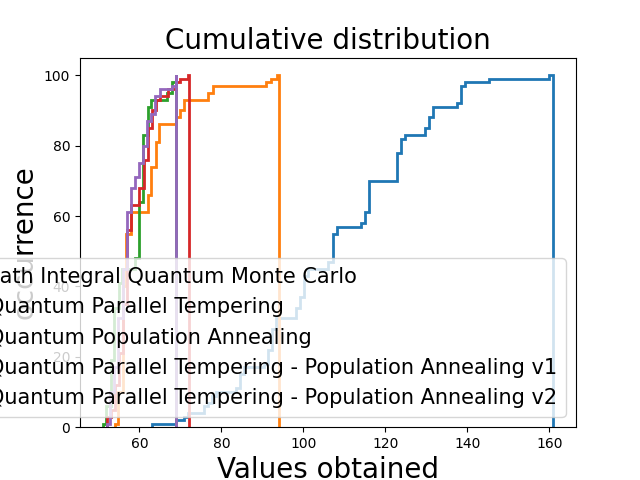 Cumulative distribution
100
80
60
40
20
0
occurrence
ath Integral Quantum Monte Carlo
Quantum Parallel Tempering
Quantum Population Annealing
Quantum Parallel Tempering - Population Annealing v1
Quantum Parallel Tempering - Population Annealing v2
60 80 100 120 140 160
Values obtained